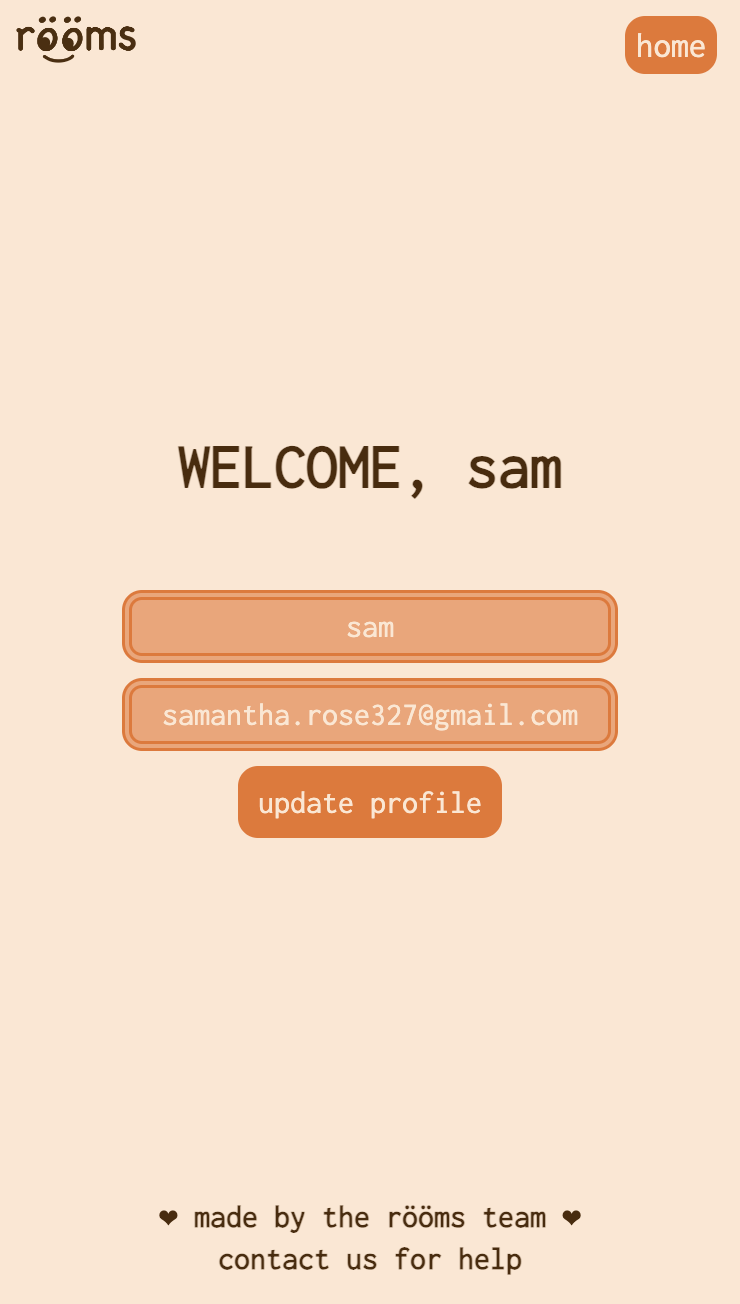 rööms
home
WELCOME, sam
sam
samantha.rose327@gmail.com
update profile
❤ made by the rööms team ❤
contact us for help